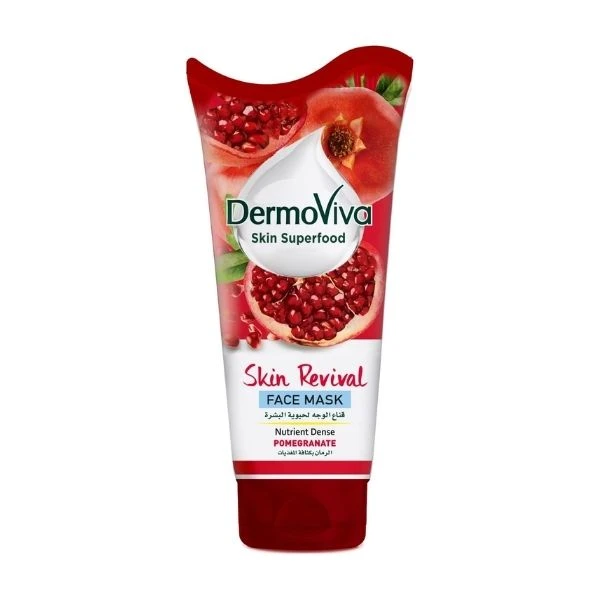 DermoViva
Skin Superfood
Skin Revival
FACE MASK
قناع الوجه لحيوية البشرة
Nutrient Dense
POMEGRANATE
الرمان بكثافة المغذيات